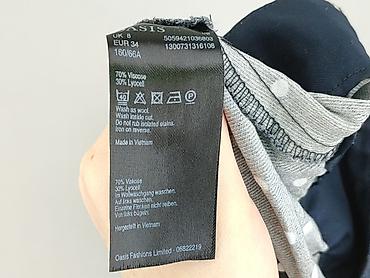 OASIS
UK 8 5059421036803
EUR 34 1300731316108
160/66A
70% Viscose
30% Lyocell
40
P
Wash as wool.
Wash inside out.
Do not rub isolated stains.
Iron on reverse.
Made in Vietnam
70% Viskose
30% Lyocell
Im Wollwaschgang waschen.
Auf links waschen.
Einzelne Flecken nicht reiben.
Von links bügeln.
Hergestellt in Vietnam
Oasis Fashions Limited - 06822219